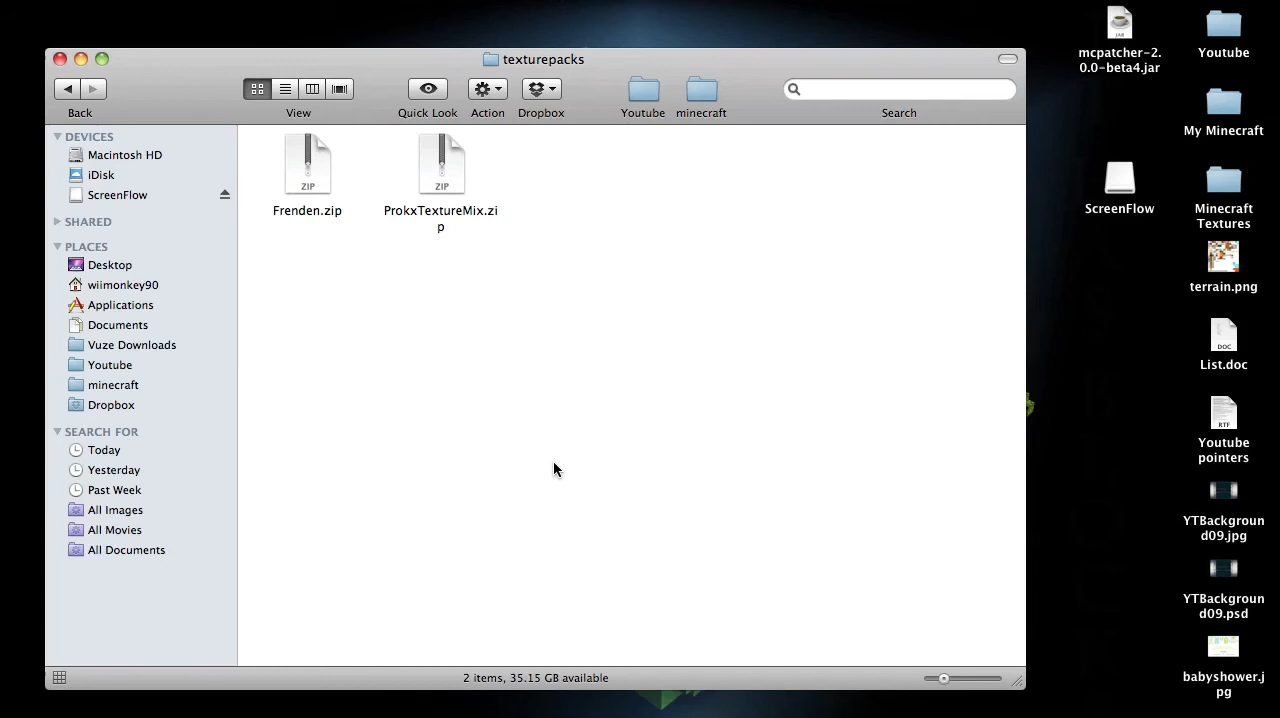 texturepacks
Back
View
Quick Look
Action
Dropbox
Youtube
minecraft
Search
DEVICES
Macintosh HD
iDisk
ScreenFlow
SHARED
PLACES
Desktop
wiimonkey90
Applications
Documents
Vuze Downloads
Youtube
minecraft
Dropbox
SEARCH FOR
Today
Yesterday
Past Week
All Images
All Movies
All Documents
ZIP
Frenden.zip
ZIP
ProkxTextureMix.zi
p
2 items, 35.15 GB available
JAR
mcpatcher-2.
0.0-beta4.jar
ScreenFlow
Youtube
My Minecraft
Minecraft
Textures
terrain.png
DOC
List.doc
RTF
Youtube
pointers
YTBackgroun
d09.jpg
YTBackgroun
d09.psd
babyshower.j
pg